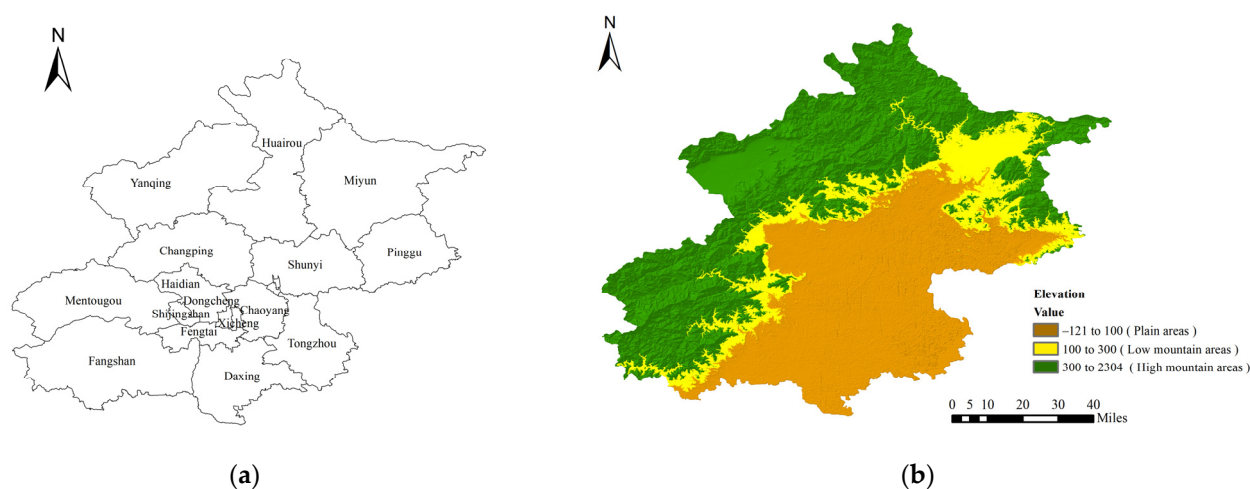 N
Huairou
Yanqing
Miyun
Changping
Shunyi
Pinggu
Haidian
Mentougou
Dongcheng
Shijingshan
Chaoyang
Xicheng
Fengtai
Tongzhou
Fangshan
Daxing
(a)
N
Elevation
Value
–121 to 100 ( Plain areas )
100 to 300 ( Low mountain areas )
300 to 2304 ( High mountain areas )
0 5 10 20 30 40
Miles
(b)